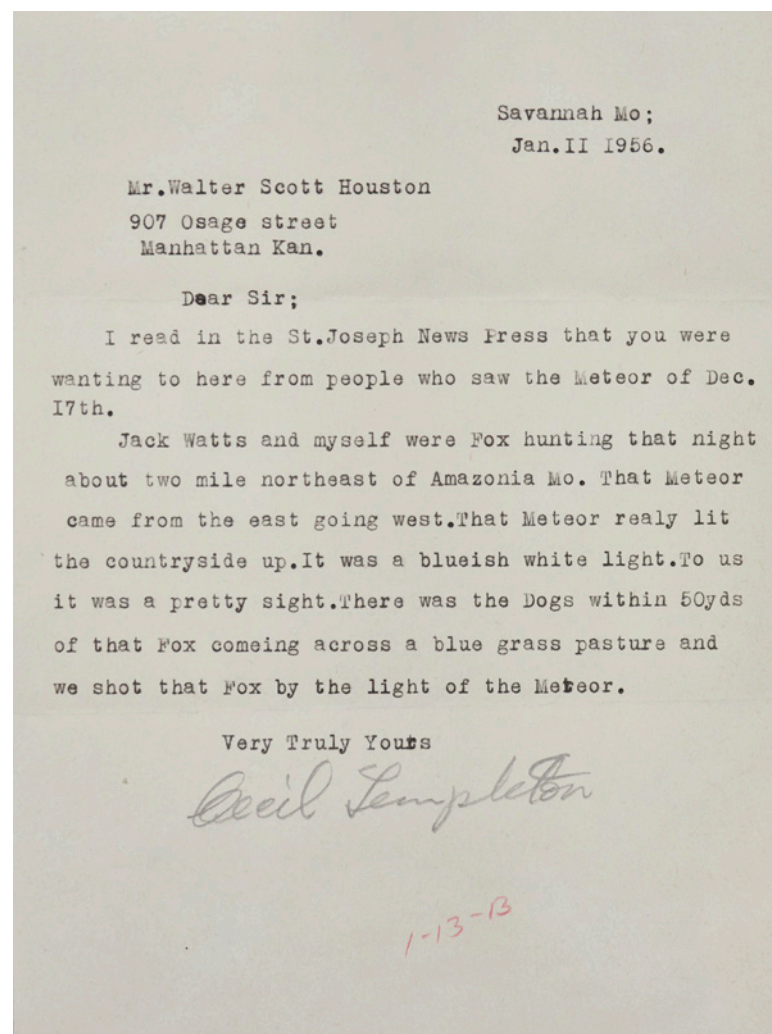 Savannah Mo;
Jan.II I956.
Mr.Walter Scott Houston
907 Osage street
Manhattan Kan.
Dear Sir;
I read in the St.Joseph News Press that you were
wanting to here from people who saw the Meteor of Dec.
I7th.
Jack Watts and myself were Fox hunting that night
about two mile northeast of Amazonia Mo. That Meteor
came from the east going west.That Meteor realy lit
the countryside up.It was a blueish white light.To us
it was a pretty sight.There was the Dogs within 50yds
of that Fox comeing across a blue grass pasture and
we shot that Fox by the light of the Meteor.
Very Truly Yours
Cecil Templeton
1-13-B